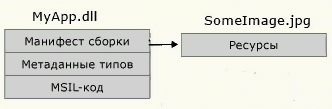 MyApp.dll
SomeImage.jpg
Манифест сборки
Ресурсы
Метаданные типов
MSIL-код